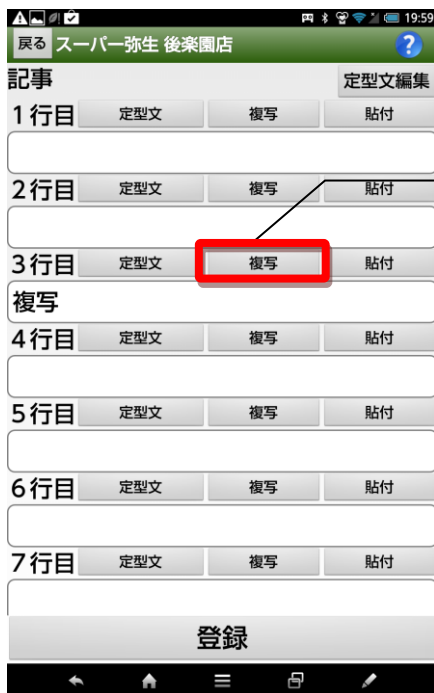 19:59
戻る スーパー弥生 後楽園店 ?
記事 定型文編集
1行目 定型文 複写 貼付
2行目 定型文 複写 貼付
3行目 定型文 複写 貼付
複写
4行目 定型文 複写 貼付
5行目 定型文 複写 貼付
6行目 定型文 複写 貼付
7行目 定型文 複写 貼付
登録